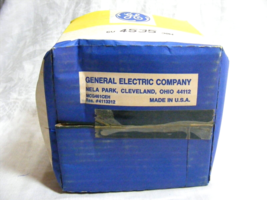 GE
4535
GENERAL ELECTRIC COMPANY
NELA PARK, CLEVELAND, OHIO 44112
MADE IN U.S.A.